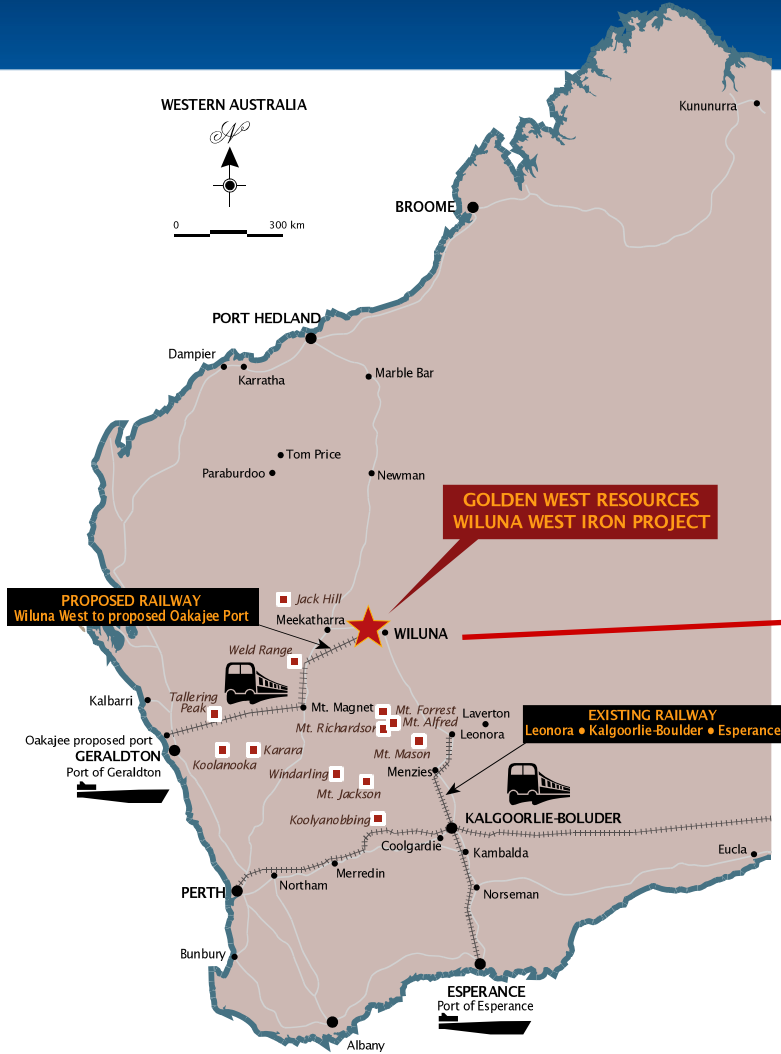 WESTERN AUSTRALIA
N
0 300 km
Kununurra
BROOME
PORT HEDLAND
Dampier
Karratha
Marble Bar
Tom Price
Paraburdoo
Newman
GOLDEN WEST RESOURCES
WILUNA WEST IRON PROJECT
PROPOSED RAILWAY
Wiluna West to proposed Oakajee Port
Jack Hill
Meekatharra
WILUNA
Weld Range
Tallering
Peak
Kalbarri
Mt. Magnet
Mt. Forrest
Mt. Alfred
Mt. Richardson
Laverton
Leonora
EXISTING RAILWAY
Leonora ● Kalgoorlie-Boulder ● Esperance
Oakajee proposed port
GERALDTON
Port of Geraldton
Koolanooka
Karara
Mt. Mason
Windarling
Mt. Jackson
Menzies
Koolyanobbing
KALGOORLIE-BOLUDER
Coolgardie
Kambalda
Eucla
Merredin
Northam
PERTH
Norseman
Bunbury
ESPERANCE
Port of Esperance
Albany